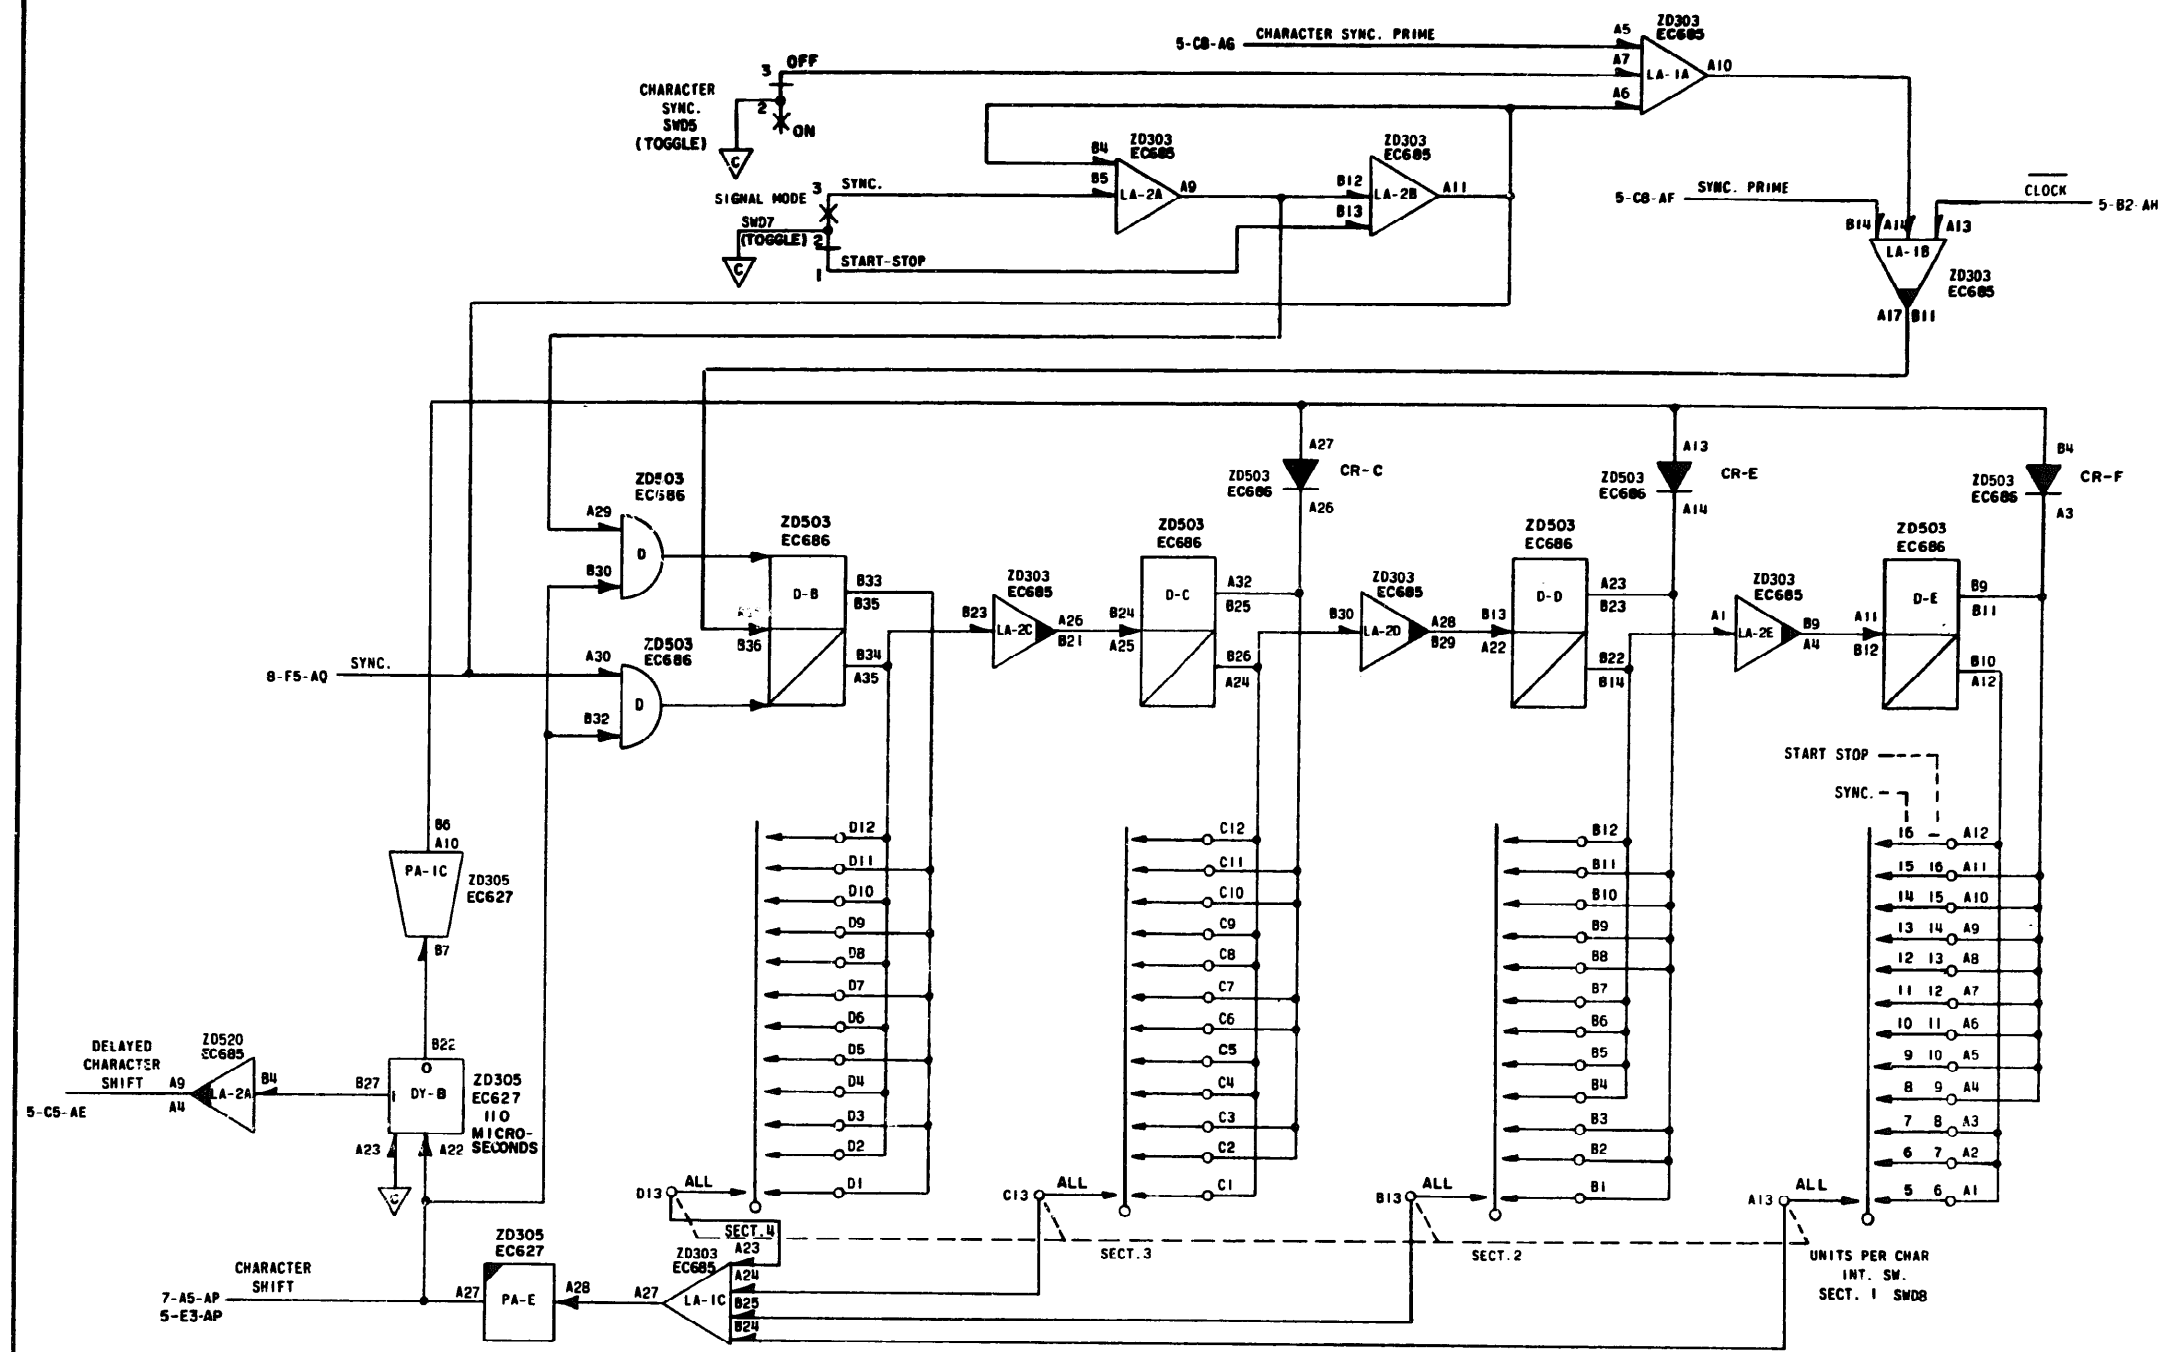 5-C8-AG CHARACTER SYNC. PRIME
ZD303
EC685
A5
A7
A6
LA-1A
A10
3 OFF
CHARACTER
SYNC.
SWD5
(TOGGLE)
2
ON
C
ZD303
EC685
B4
B5
LA-2A
A9
ZD303
EC685
B12
B13
LA-2B
A11
SIGNAL MODE 3 SYNC.
SWD7
(TOGGLE) 2
1 START-STOP
C
5-C8-AF SYNC. PRIME
CLOCK
5-B2-AH
B14 A14 A13
LA-1B
ZD303
EC685
A17 B11
A27
ZD503
EC686
CR-C
A26
A13
ZD503
EC686
CR-E
A14
B4
ZD503
EC686
CR-F
A3
ZD503
EC686
A29
B30
D
ZD503
EC686
A30
B32
D
8-F5-AQ SYNC.
ZD503
EC686
D-B
B36
B33
B35
B34
A35
ZD303
EC685
B23
LA-2C
A26
B21
ZD503
EC686
D-C
B24
A25
A32
B25
B26
A24
ZD303
EC685
B30
LA-2D
A28
B29
ZD503
EC686
D-D
B13
A22
A23
B23
B22
B14
ZD303
EC685
A1
LA-2E
B9
A4
ZD503
EC686
D-E
A11
B12
B9
B11
B10
A12
START STOP
SYNC.
B6
A10
PA-1C
ZD305
EC627
B7
B22
O
DY-B
1
ZD305
EC627
110
MICRO-
SECONDS
B27
A23 A22
C
ZD520
EC685
B4
LA-2A
A9
A4
DELAYED
CHARACTER
SHIFT
5-C5-AE
D12
D11
D10
D9
D8
D7
D6
D5
D4
D3
D2
D1
D13 ALL
SECT.4
C12
C11
C10
C9
C8
C7
C6
C5
C4
C3
C2
C1
C13 ALL
SECT.3
B12
B11
B10
B9
B8
B7
B6
B5
B4
B3
B2
B1
B13 ALL
SECT.2
16 A12
15 16 A11
14 15 A10
13 14 A9
12 13 A8
11 12 A7
10 11 A6
9 10 A5
8 9 A4
7 8 A3
6 7 A2
5 6 A1
A13 ALL
UNITS PER CHAR
INT. SW.
SECT. 1 SWD8
ZD303
EC685
A23
A24
B25
B24
LA-1C
A27
ZD305
EC627
A28
PA-E
A27
CHARACTER
SHIFT
7-A5-AP
5-E3-AP